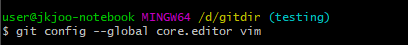 user@jkjoo-notebook MINGW64 /d/gitdir (testing)
$ git config --global core.editor vim